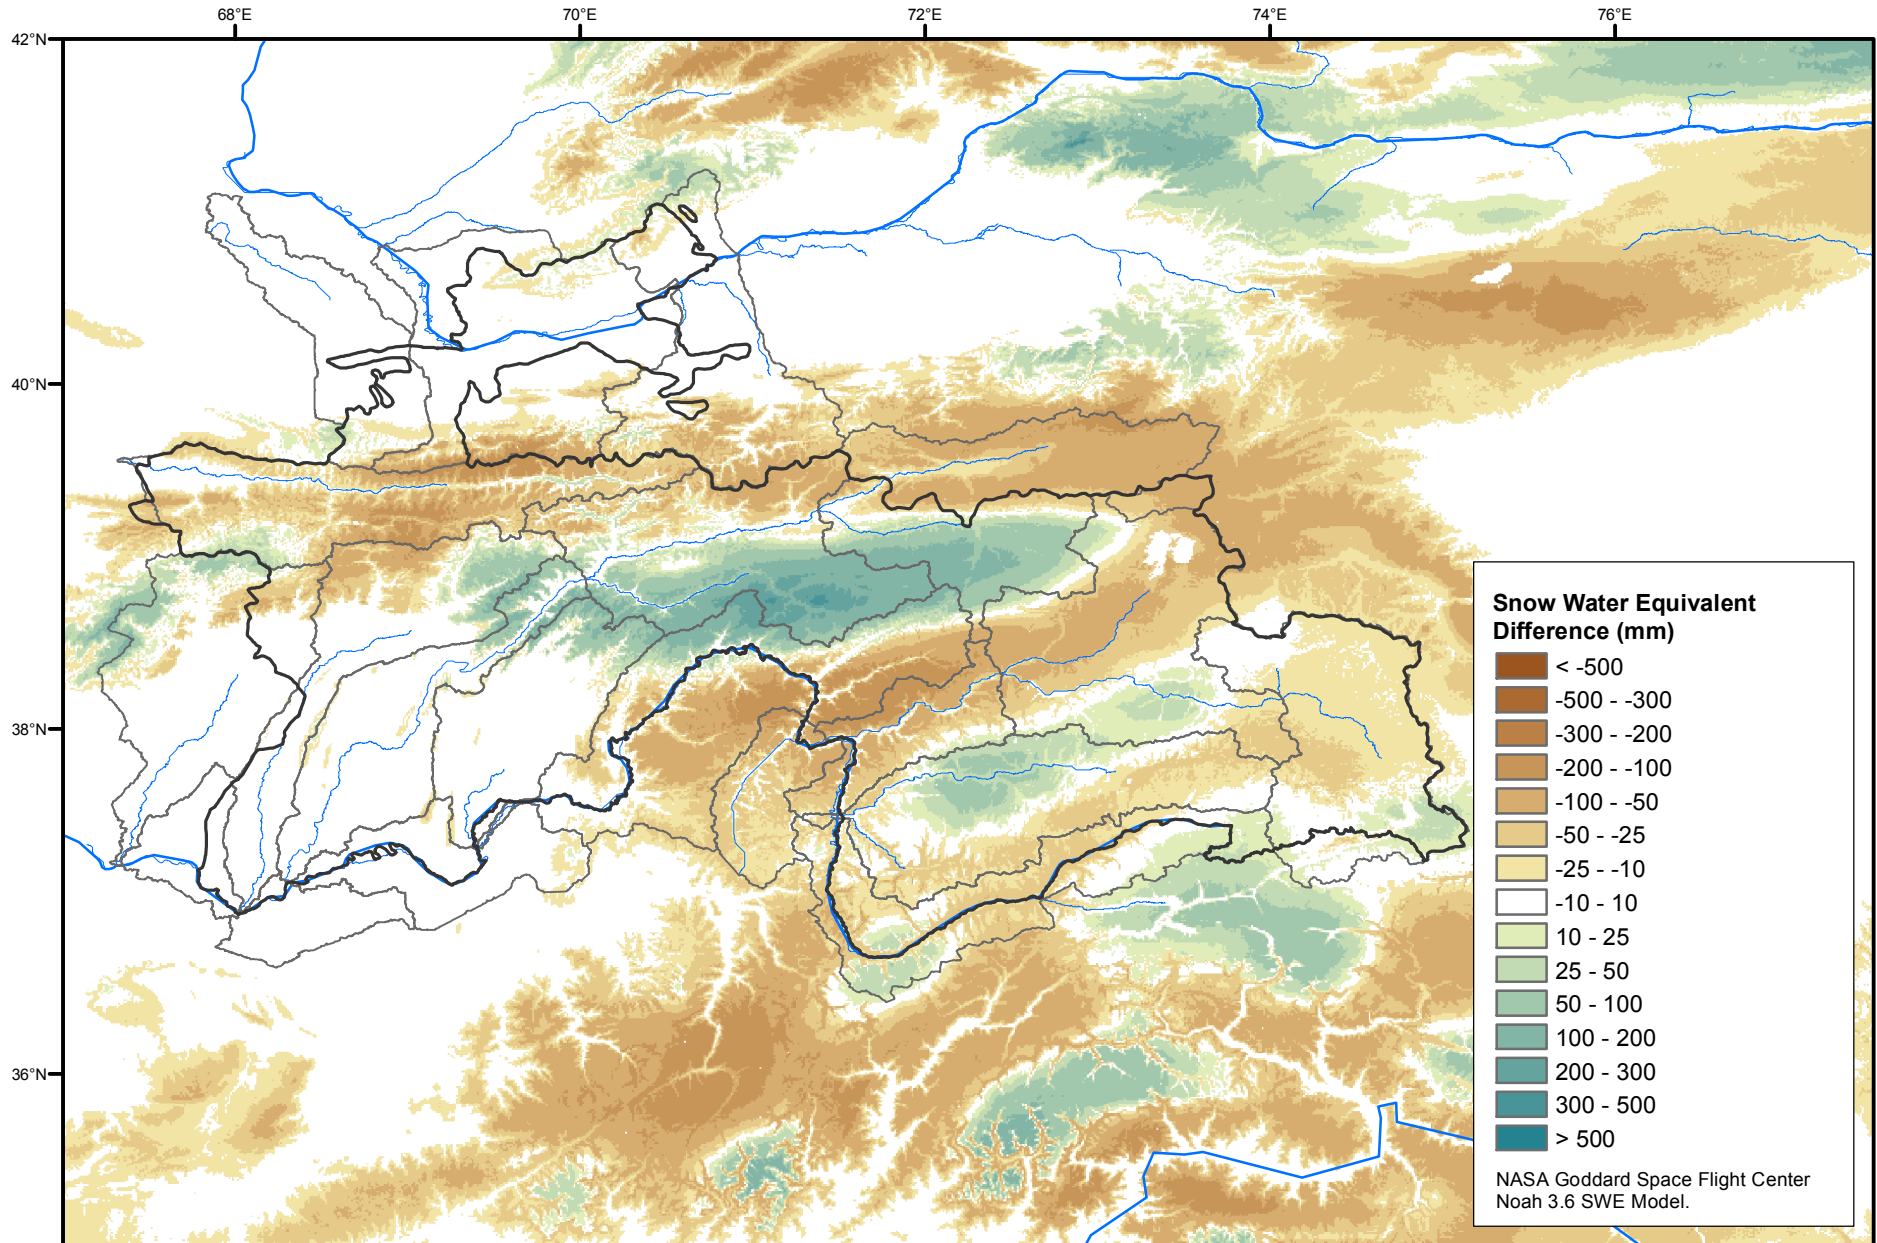 68°E
70°E
72°E
74°E
76°E
42°N
40°N
38°N
36°N
Snow Water Equivalent
Difference (mm)
< -500
-500 - -300
-300 - -200
-200 - -100
-100 - -50
-50 - -25
-25 - -10
-10 - 10
10 - 25
25 - 50
50 - 100
100 - 200
200 - 300
300 - 500
> 500
NASA Goddard Space Flight Center
Noah 3.6 SWE Model.